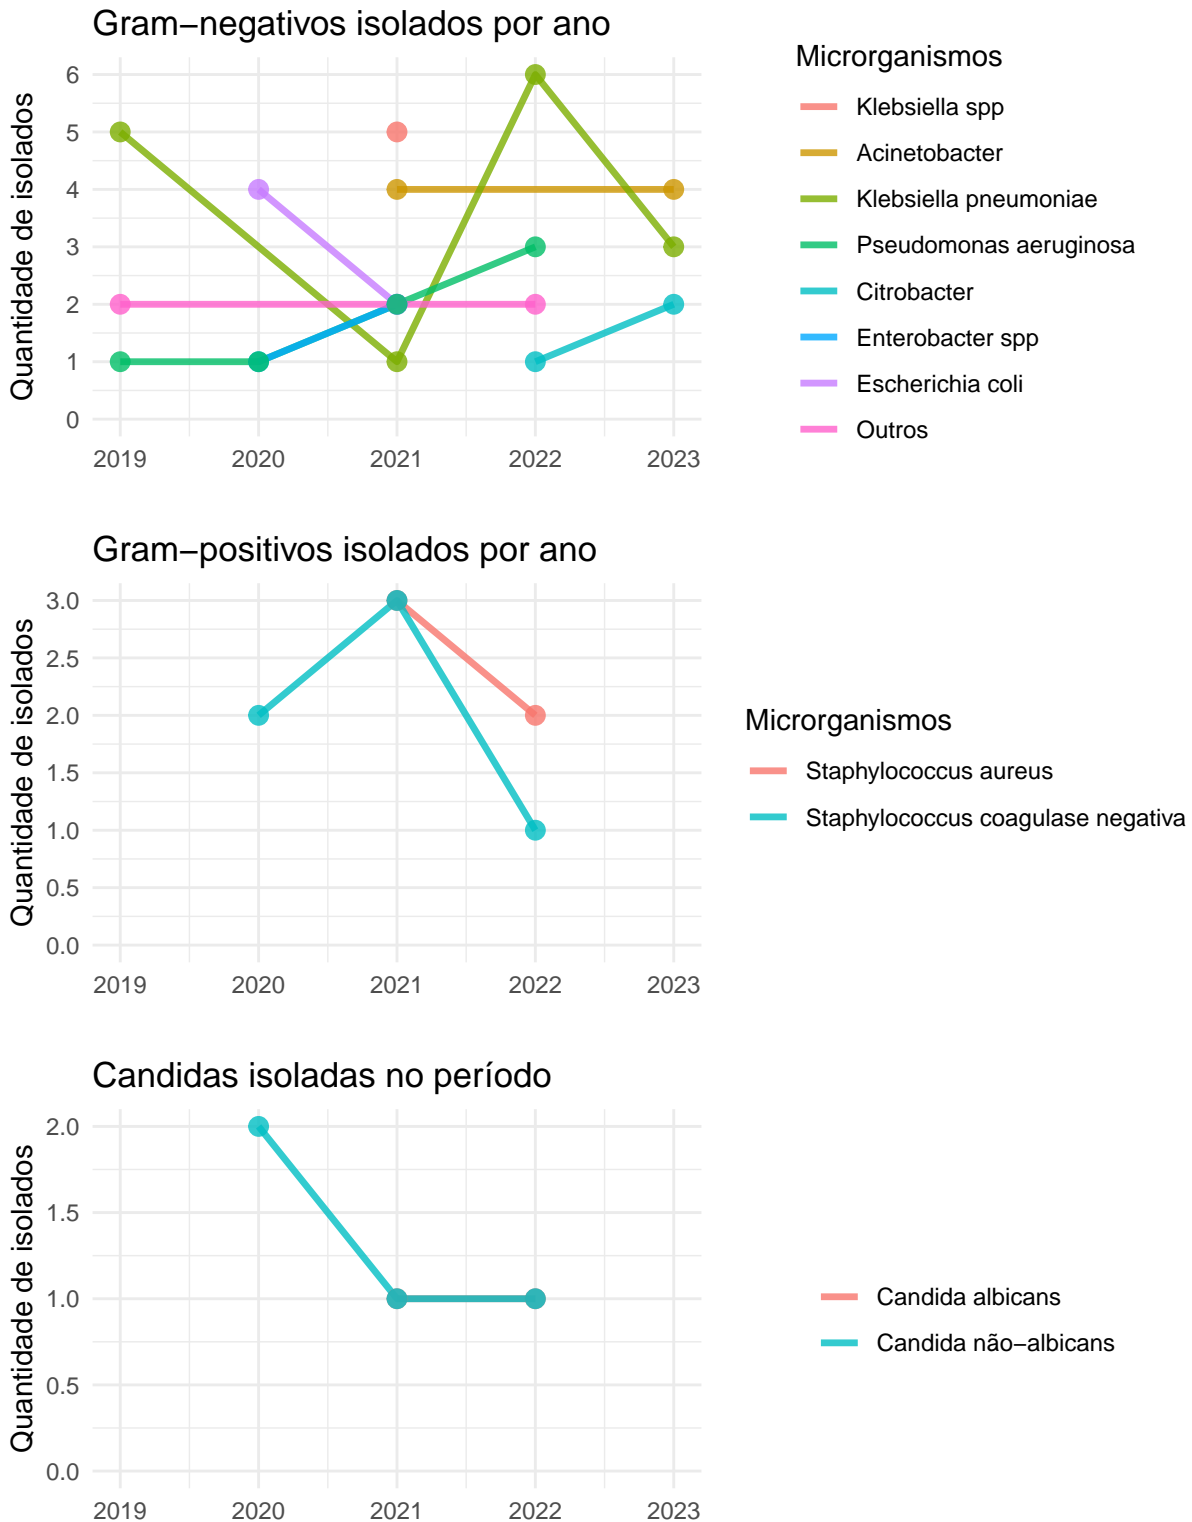 Gram−negativos isolados por ano
Quantidade de isolados
6
5
4
3
2
1
0
2019 2020 2021 2022 2023
Microrganismos
Klebsiella spp
Acinetobacter
Klebsiella pneumoniae
Pseudomonas aeruginosa
Citrobacter
Enterobacter spp
Escherichia coli
Outros
Gram−positivos isolados por ano
Quantidade de isolados
3.0
2.5
2.0
1.5
1.0
0.5
0.0
2019 2020 2021 2022 2023
Microrganismos
Staphylococcus aureus
Staphylococcus coagulase negativa
Candidas isoladas no período
Quantidade de isolados
2.0
1.5
1.0
0.5
0.0
2019 2020 2021 2022 2023
Candida albicans
Candida não−albicans